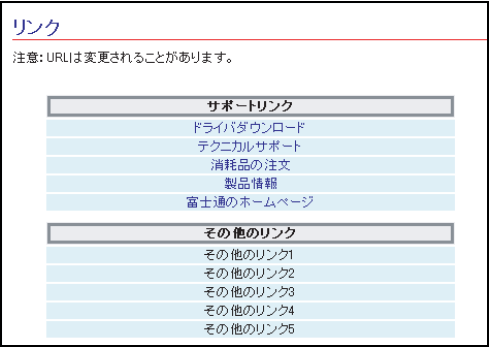 リンク
注意: URLは変更されることがあります。
サポートリンク
ドライバダウンロード
テクニカルサポート
消耗品の注文
製品情報
富士通のホームページ
その他のリンク
その他のリンク1
その他のリンク2
その他のリンク3
その他のリンク4
その他のリンク5